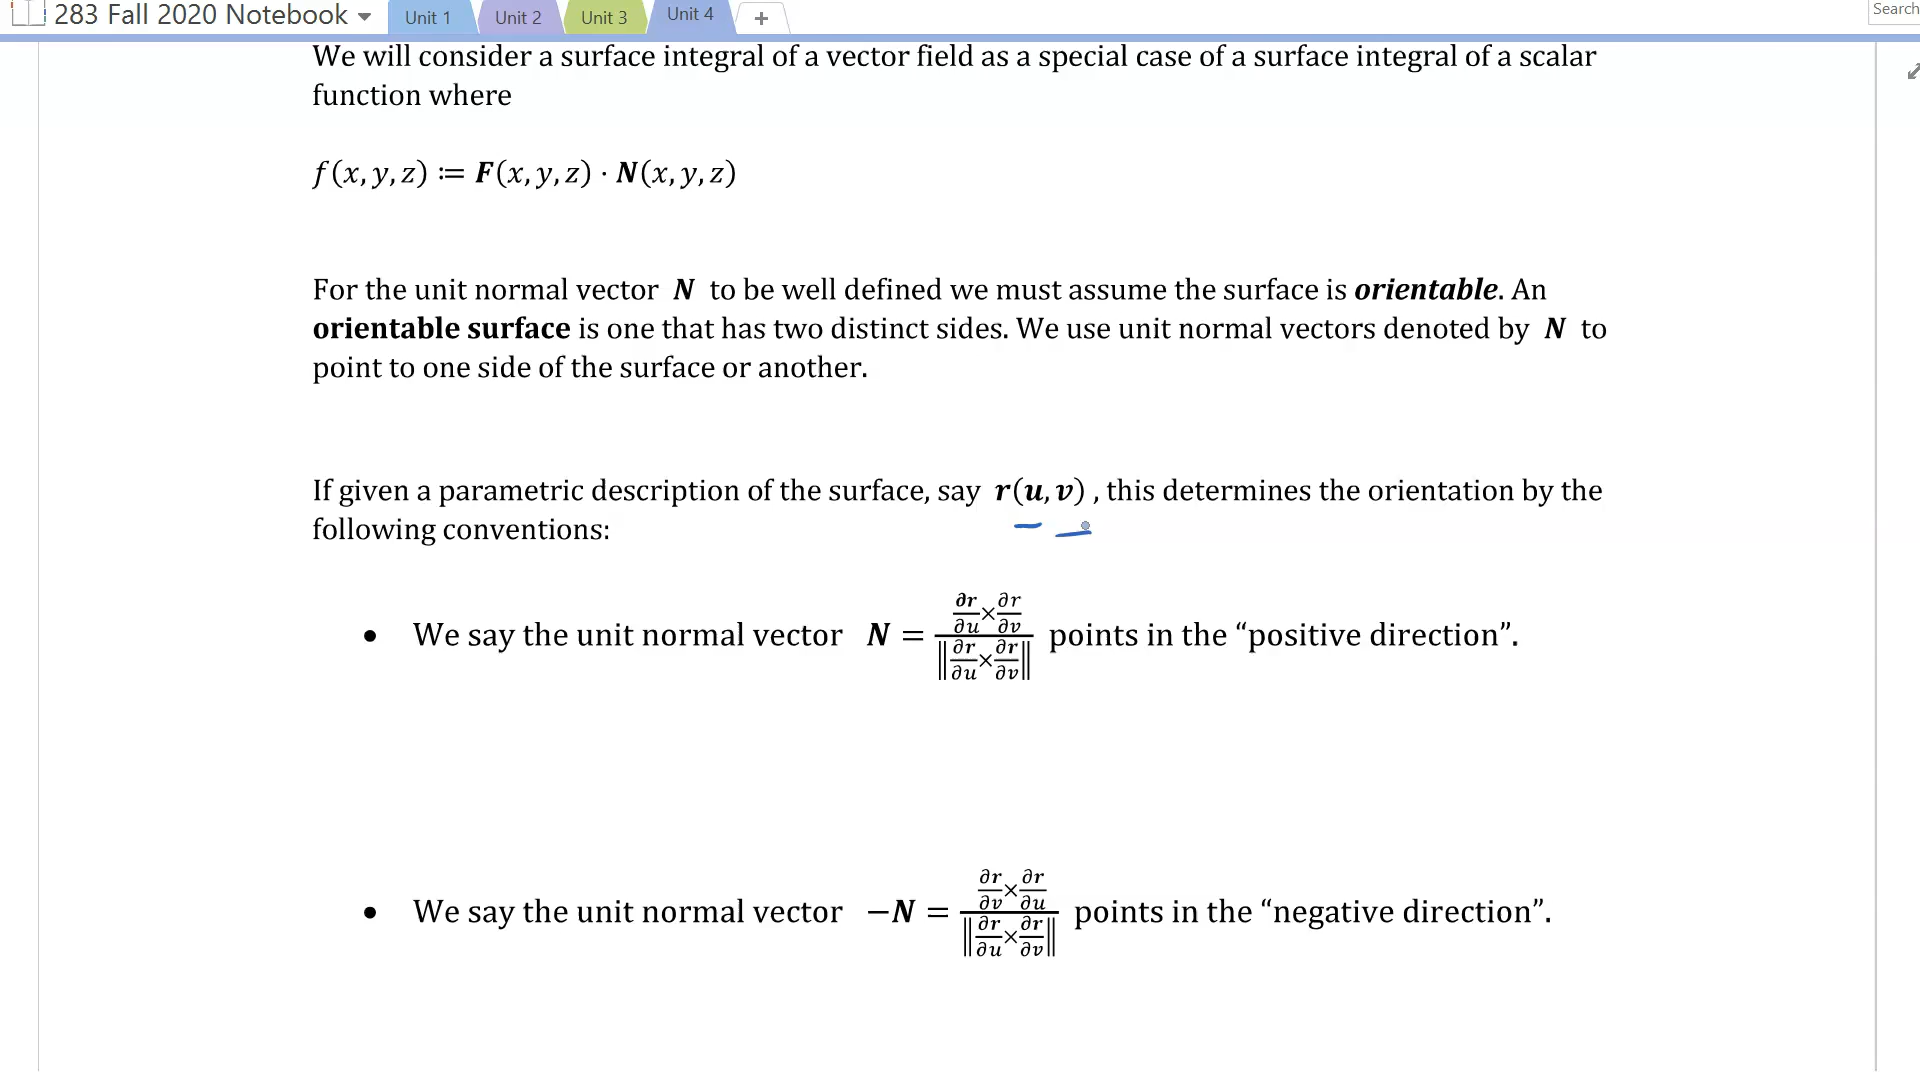 283 Fall 2020 Notebook Unit 1 Unit 2 Unit 3 Unit 4 + Search
We will consider a surface integral of a vector field as a special case of a surface integral of a scalar
function where
f(x, y, z) ≔ F(x, y, z) · N(x, y, z)
For the unit normal vector N to be well defined we must assume the surface is orientable. An
orientable surface is one that has two distinct sides. We use unit normal vectors denoted by N to
point to one side of the surface or another.
If given a parametric description of the surface, say r(u, v) , this determines the orientation by the
following conventions:
• We say the unit normal vector N = (∂r/∂u × ∂r/∂v) / ‖∂r/∂u × ∂r/∂v‖ points in the “positive direction”.
• We say the unit normal vector −N = (∂r/∂v × ∂r/∂u) / ‖∂r/∂u × ∂r/∂v‖ points in the “negative direction”.